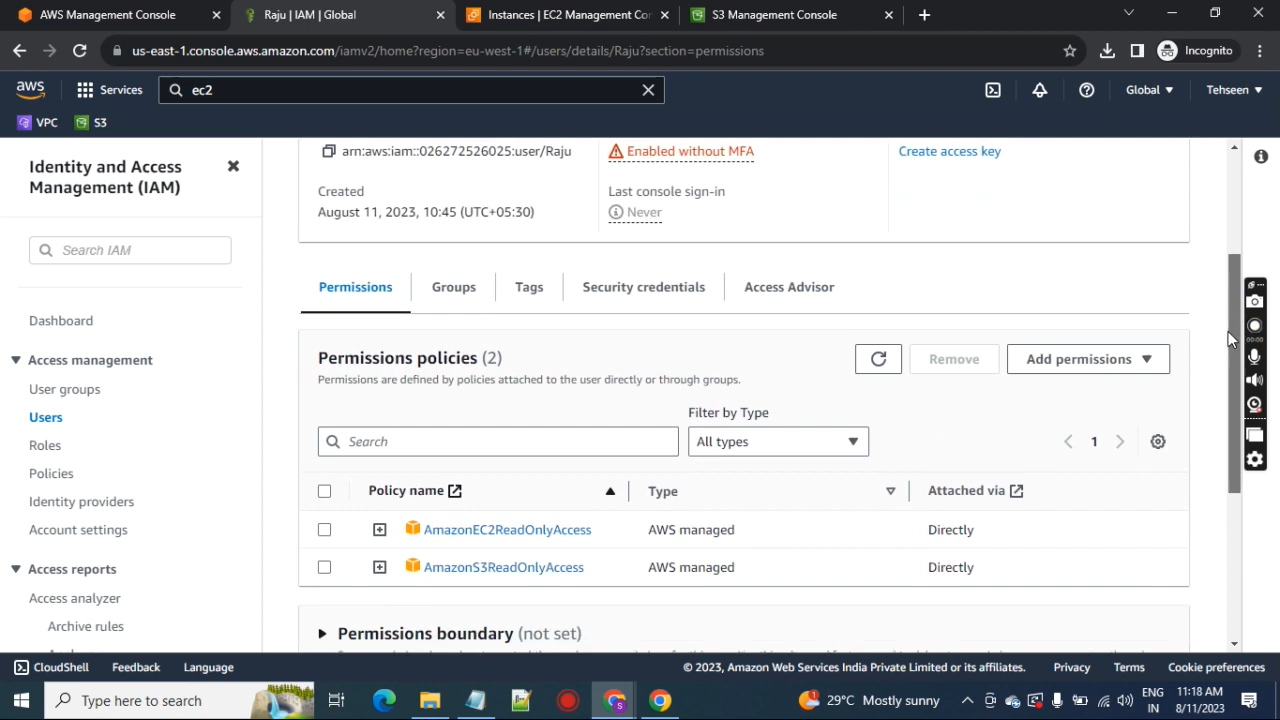 AWS Management Console
Raju | IAM | Global
Instances | EC2 Management Co
S3 Management Console
us-east-1.console.aws.amazon.com/iamv2/home?region=eu-west-1#/users/details/Raju?section=permissions
Incognito
aws
Services
ec2
Global
Tehseen
VPC
S3
Identity and Access
Management (IAM)
Search IAM
Dashboard
Access management
User groups
Users
Roles
Policies
Identity providers
Account settings
Access reports
Access analyzer
Archive rules
arn:aws:iam::026272526025:user/Raju
Enabled without MFA
Create access key
Created
August 11, 2023, 10:45 (UTC+05:30)
Last console sign-in
Never
Permissions
Groups
Tags
Security credentials
Access Advisor
Permissions policies (2)
Permissions are defined by policies attached to the user directly or through groups.
Remove
Add permissions
Filter by Type
Search
All types
1
Policy name
Type
Attached via
AmazonEC2ReadOnlyAccess
AWS managed
Directly
AmazonS3ReadOnlyAccess
AWS managed
Directly
Permissions boundary (not set)
00:00
CloudShell
Feedback
Language
© 2023, Amazon Web Services India Private Limited or its affiliates.
Privacy
Terms
Cookie preferences
Type here to search
29°C Mostly sunny
ENG
IN
11:18 AM
8/11/2023